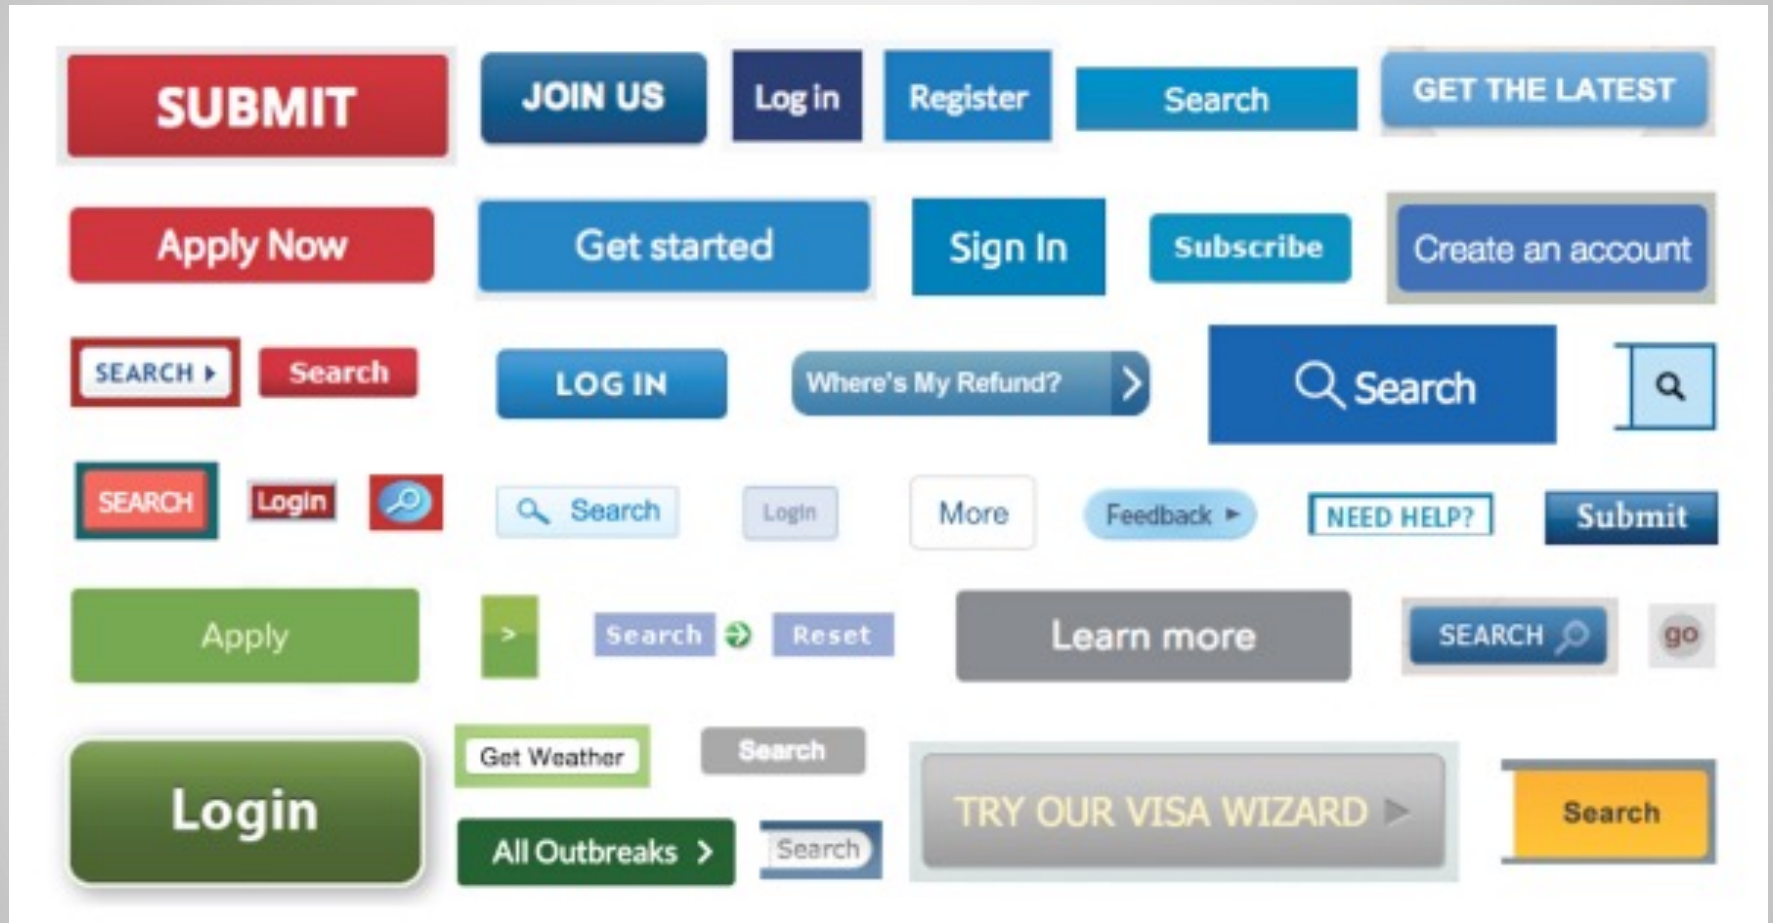 SUBMIT
JOIN US
Log in
Register
Search
GET THE LATEST
Apply Now
Get started
Sign In
Subscribe
Create an account
SEARCH
Search
LOG IN
Where's My Refund?
Search
SEARCH
Login
Search
Login
More
Feedback
NEED HELP?
Submit
Apply
>
Search
Reset
Learn more
SEARCH
go
Login
Get Weather
Search
TRY OUR VISA WIZARD
Search
All Outbreaks >
Search